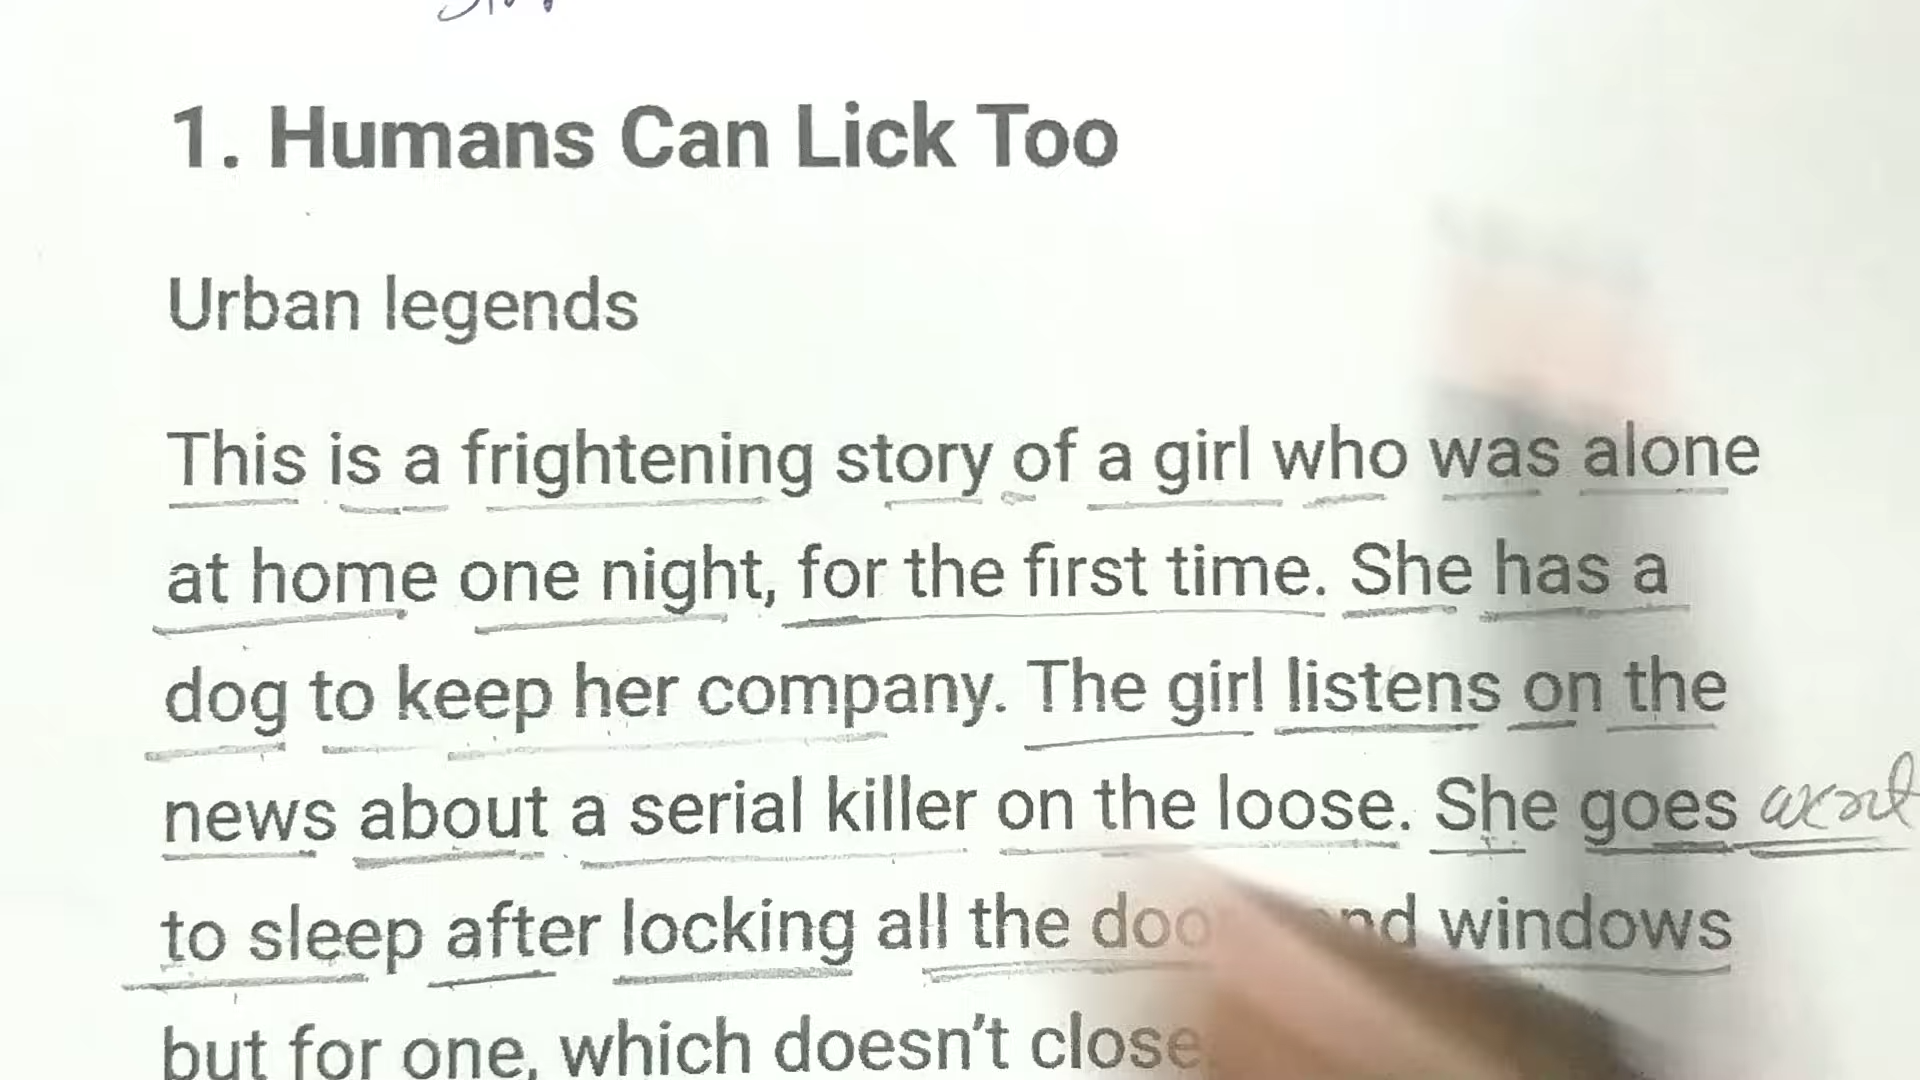 1. Humans Can Lick Too
Urban legends
This is a frightening story of a girl who was alone
at home one night, for the first time. She has a
dog to keep her company. The girl listens on the
news about a serial killer on the loose. She goes
to sleep after locking all the windows
but for one, which doesn't close